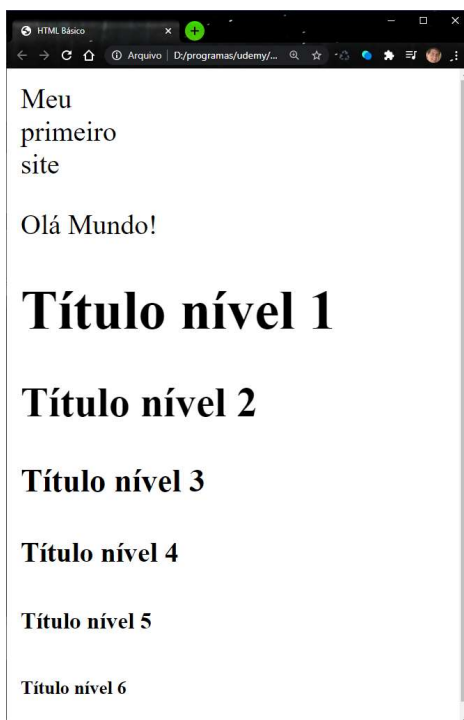 HTML Básico
Arquivo D:/programas/udemy/...
Meu
primeiro
site
Olá Mundo!
Título nível 1
Título nível 2
Título nível 3
Título nível 4
Título nível 5
Título nível 6